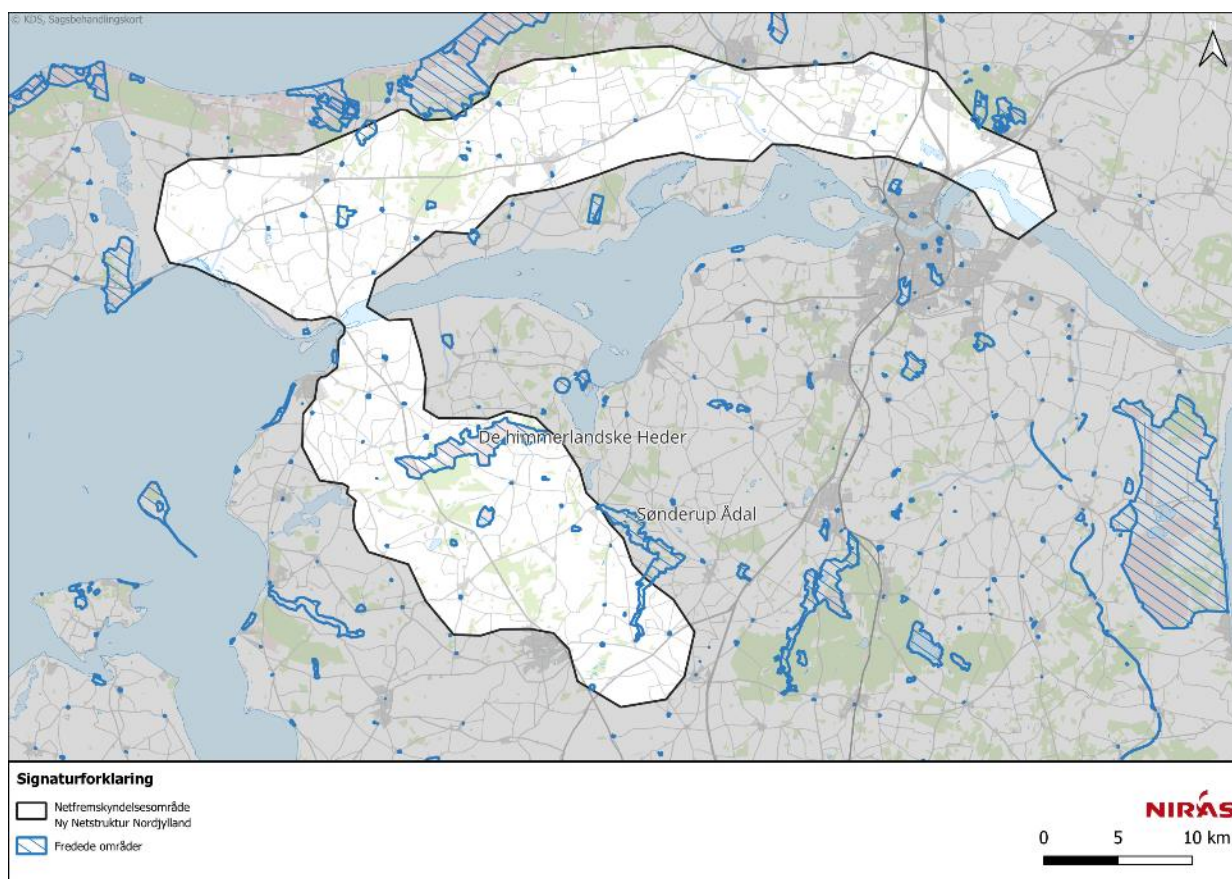 © KDS, Sagsbehandlingskort
De himmerlandske Heder
Sønderup Ådal
Signaturforklaring
Netfremskyndelsesområde
Ny Netstruktur Nordjylland
Fredede områder
NIRAS
0 5 10 km